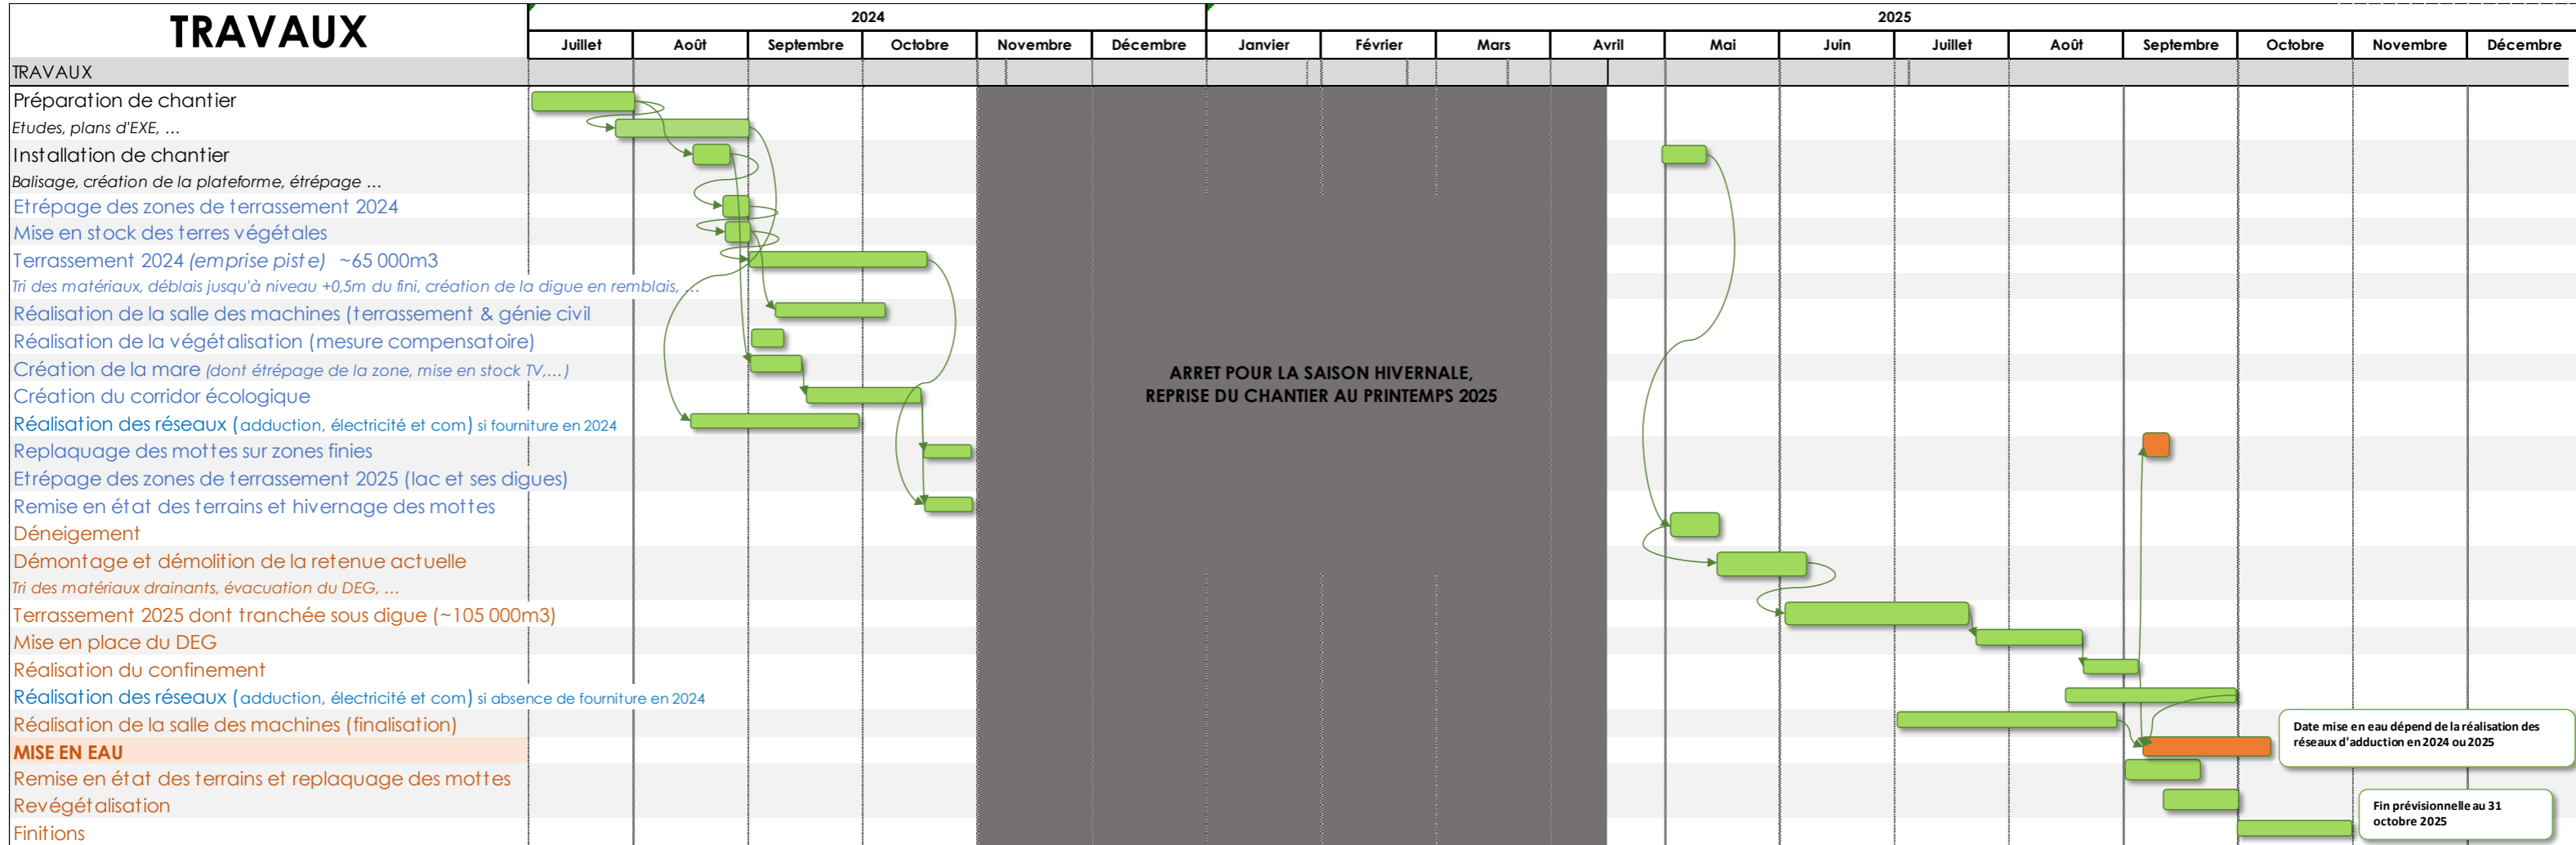 TRAVAUX
2024
2025
Juillet
Août
Septembre
Octobre
Novembre
Décembre
Janvier
Février
Mars
Avril
Mai
Juin
Juillet
Août
Septembre
Octobre
Novembre
Décembre
TRAVAUX
Préparation de chantier
Etudes, plans d'EXE, ...
Installation de chantier
Balisage, création de la plateforme, étrépage ...
Etrépage des zones de terrassement 2024
Mise en stock des terres végétales
Terrassement 2024 (emprise piste) ~65 000m3
Tri des matériaux, déblais jusqu'à niveau +0,5m du fini, création de la digue en remblais, ...
Réalisation de la salle des machines (terrassement & génie civil
Réalisation de la végétalisation (mesure compensatoire)
Création de la mare (dont étrépage de la zone, mise en stock TV,...)
Création du corridor écologique
Réalisation des réseaux (adduction, électricité et com) si fourniture en 2024
Replaquage des mottes sur zones finies
Etrépage des zones de terrassement 2025 (lac et ses digues)
Remise en état des terrains et hivernage des mottes
Déneigement
Démontage et démolition de la retenue actuelle
Tri des matériaux drainants, évacuation du DEG, ...
Terrassement 2025 dont tranchée sous digue (~105 000m3)
Mise en place du DEG
Réalisation du confinement
Réalisation des réseaux (adduction, électricité et com) si absence de fourniture en 2024
Réalisation de la salle des machines (finalisation)
MISE EN EAU
Remise en état des terrains et replaquage des mottes
Revégétalisation
Finitions
ARRET POUR LA SAISON HIVERNALE,
REPRISE DU CHANTIER AU PRINTEMPS 2025
Date mise en eau dépend de la réalisation des
réseaux d'adduction en 2024 ou 2025
Fin prévisionnelle au 31
octobre 2025